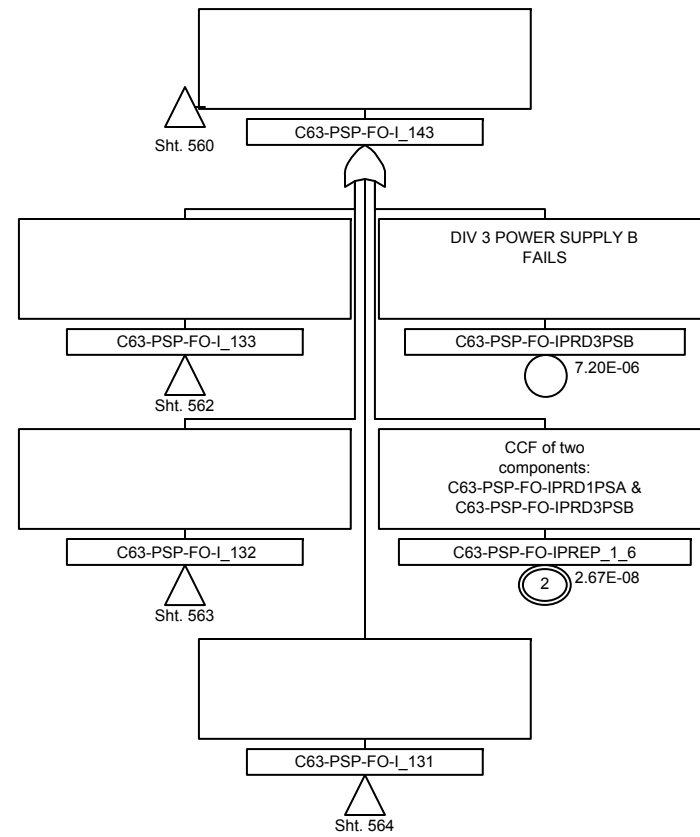 Sht. 560
C63-PSP-FO-I_143
C63-PSP-FO-I_133
Sht. 562
DIV 3 POWER SUPPLY B
FAILS
C63-PSP-FO-IPRD3PSB
7.20E-06
C63-PSP-FO-I_132
Sht. 563
CCF of two
components:
C63-PSP-FO-IPRD1PSA &
C63-PSP-FO-IPRD3PSB
C63-PSP-FO-IPREP_1_6
2
2.67E-08
C63-PSP-FO-I_131
Sht. 564